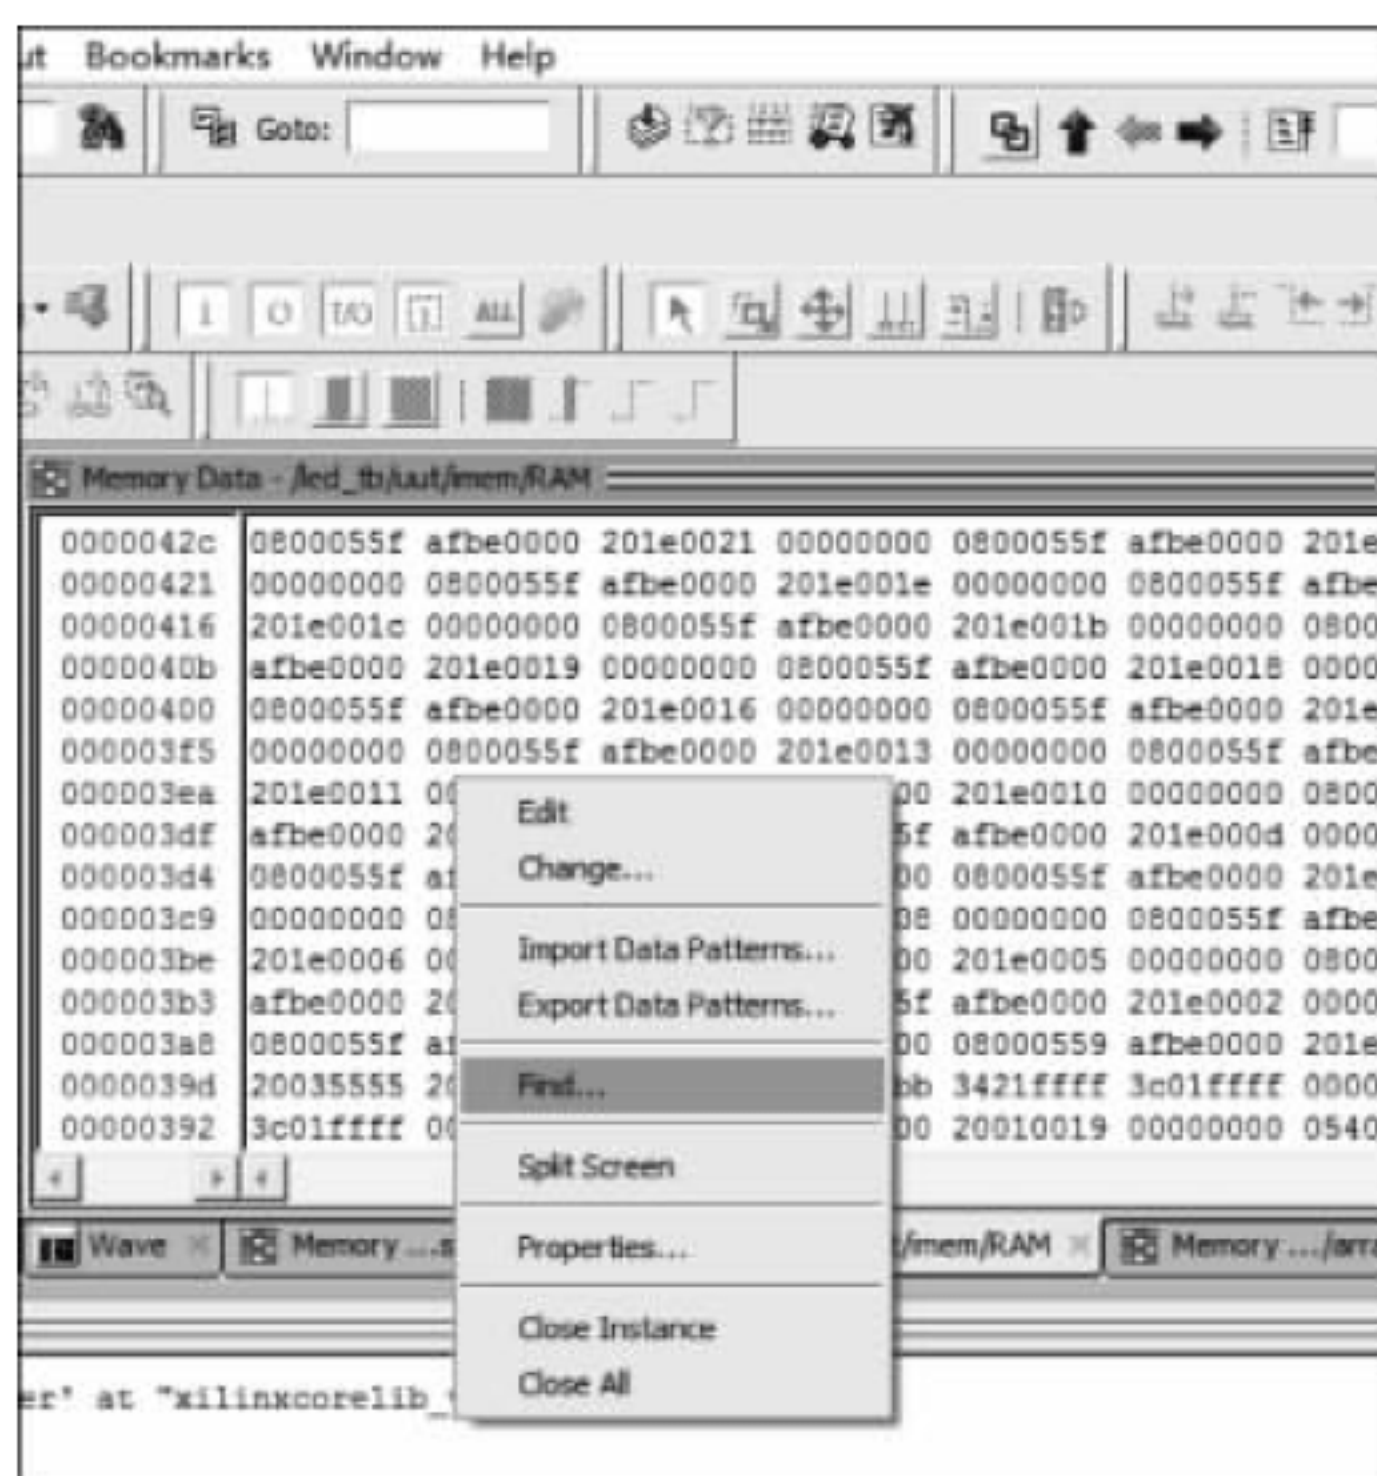 ut Bookmarks Window Help
Goto:
1 O I/O ALL
Memory Data - /led_tb/uut/imem/RAM
0000042c 0800055f afbe0000 201e0021 00000000 0800055f afbe0000 201e
00000421 00000000 0800055f afbe0000 201e001e 00000000 0800055f afbe
00000416 201e001c 00000000 0800055f afbe0000 201e001b 00000000 0800
0000040b afbe0000 201e0019 00000000 0800055f afbe0000 201e0018 0000
00000400 0800055f afbe0000 201e0016 00000000 0800055f afbe0000 201e
000003f5 00000000 0800055f afbe0000 201e0013 00000000 0800055f afbe
000003ea 201e0011 00 00 201e0010 00000000 0800
000003df afbe0000 20 5f afbe0000 201e000d 0000
000003d4 0800055f af 00 0800055f afbe0000 201e
000003c9 00000000 08 08 00000000 0800055f afbe
000003be 201e0006 00 00 201e0005 00000000 0800
000003b3 afbe0000 20 5f afbe0000 201e0002 0000
000003a8 0800055f af 00 08000559 afbe0000 201e
0000039d 20035555 20 bb 3421ffff 3c01ffff 0000
00000392 3c01ffff 00 00 20010019 00000000 0540
Edit
Change...
Import Data Patterns...
Export Data Patterns...
Find...
Split Screen
Properties...
Close Instance
Close All
Wave Memory ....s /imem/RAM Memory .../arra
er' at "xilinxcorelib_